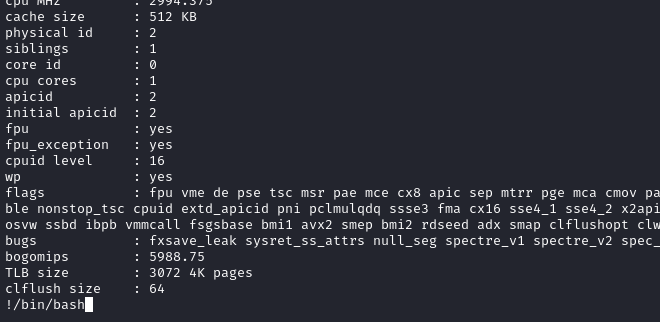 cpu MHz : 2994.375
cache size : 512 KB
physical id : 2
siblings : 1
core id : 0
cpu cores : 1
apicid : 2
initial apicid : 2
fpu : yes
fpu_exception : yes
cpuid level : 16
wp : yes
flags : fpu vme de pse tsc msr pae mce cx8 apic sep mtrr pge mca cmov pa
ble nonstop_tsc cpuid extd_apicid pni pclmulqdq ssse3 fma cx16 sse4_1 sse4_2 x2api
osvw ssbd ibpb vmmcall fsgsbase bmi1 avx2 smep bmi2 rdseed adx smap clflushopt clw
bugs : fxsave_leak sysret_ss_attrs null_seg spectre_v1 spectre_v2 spec_
bogomips : 5988.75
TLB size : 3072 4K pages
clflush size : 64
!/bin/bash